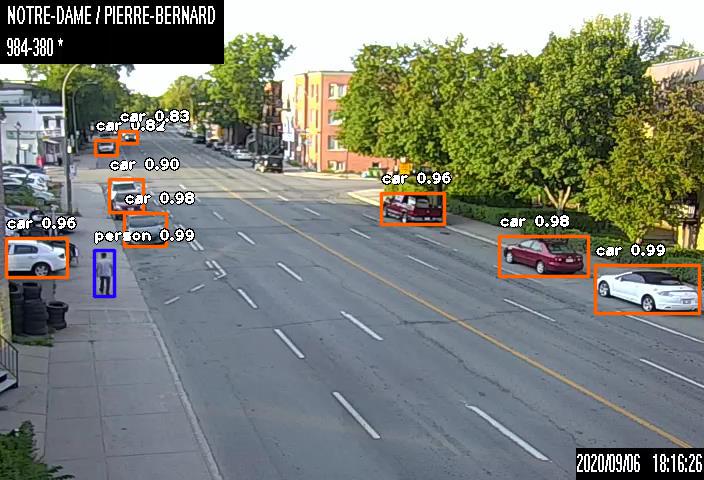 NOTRE-DAME / PIERRE-BERNARD
984-380 *
car 0.83
car 0.82
car 0.90
car 0.96
car 0.98
car 0.96
car 0.98
person 0.99
car 0.99
2020/09/06 18:16:26